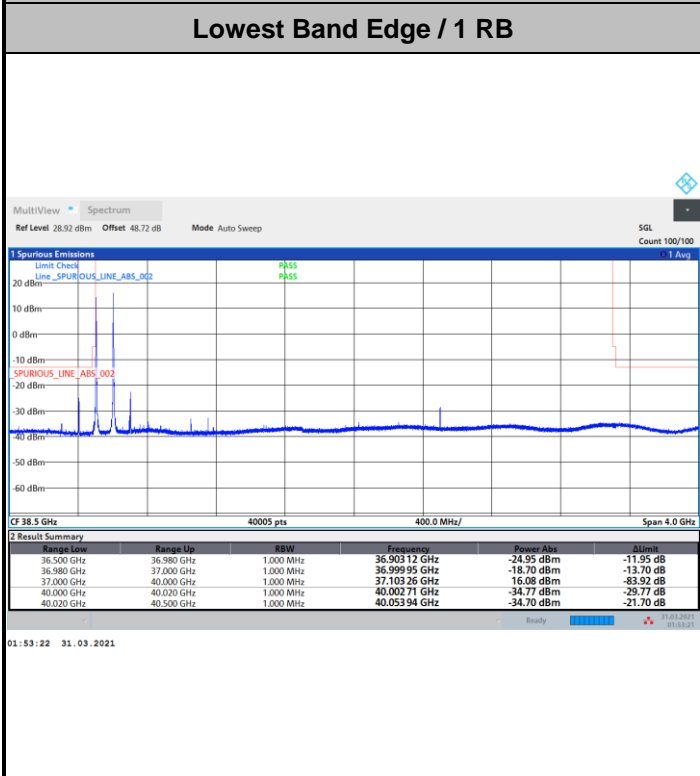 Lowest Band Edge / 1 RB
MultiView Spectrum
Ref Level 28.92 dBm Offset 48.72 dB Mode Auto Sweep SGL
Count 100/100
1 Spurious Emissions 1 Avg
Limit Check PASS
Line _SPURIOUS_LINE_ABS_002 PASS
20 dBm
10 dBm
0 dBm
-10 dBm
_SPURIOUS_LINE_ABS_002
-20 dBm
-30 dBm
-40 dBm
-50 dBm
-60 dBm
CF 38.5 GHz 40005 pts 400.0 MHz/ Span 4.0 GHz
2 Result Summary
Range Low Range Up RBW Frequency Power Abs ΔLimit
36.500 GHz 36.980 GHz 1.000 MHz 36.903 12 GHz -24.95 dBm -11.95 dB
36.980 GHz 37.000 GHz 1.000 MHz 36.999 95 GHz -18.70 dBm -13.70 dB
37.000 GHz 40.000 GHz 1.000 MHz 37.103 26 GHz 16.08 dBm -83.92 dB
40.000 GHz 40.020 GHz 1.000 MHz 40.002 71 GHz -34.77 dBm -29.77 dB
40.020 GHz 40.500 GHz 1.000 MHz 40.053 94 GHz -34.70 dBm -21.70 dB
Ready 31.03.2021
01:53:21
01:53:22 31.03.2021